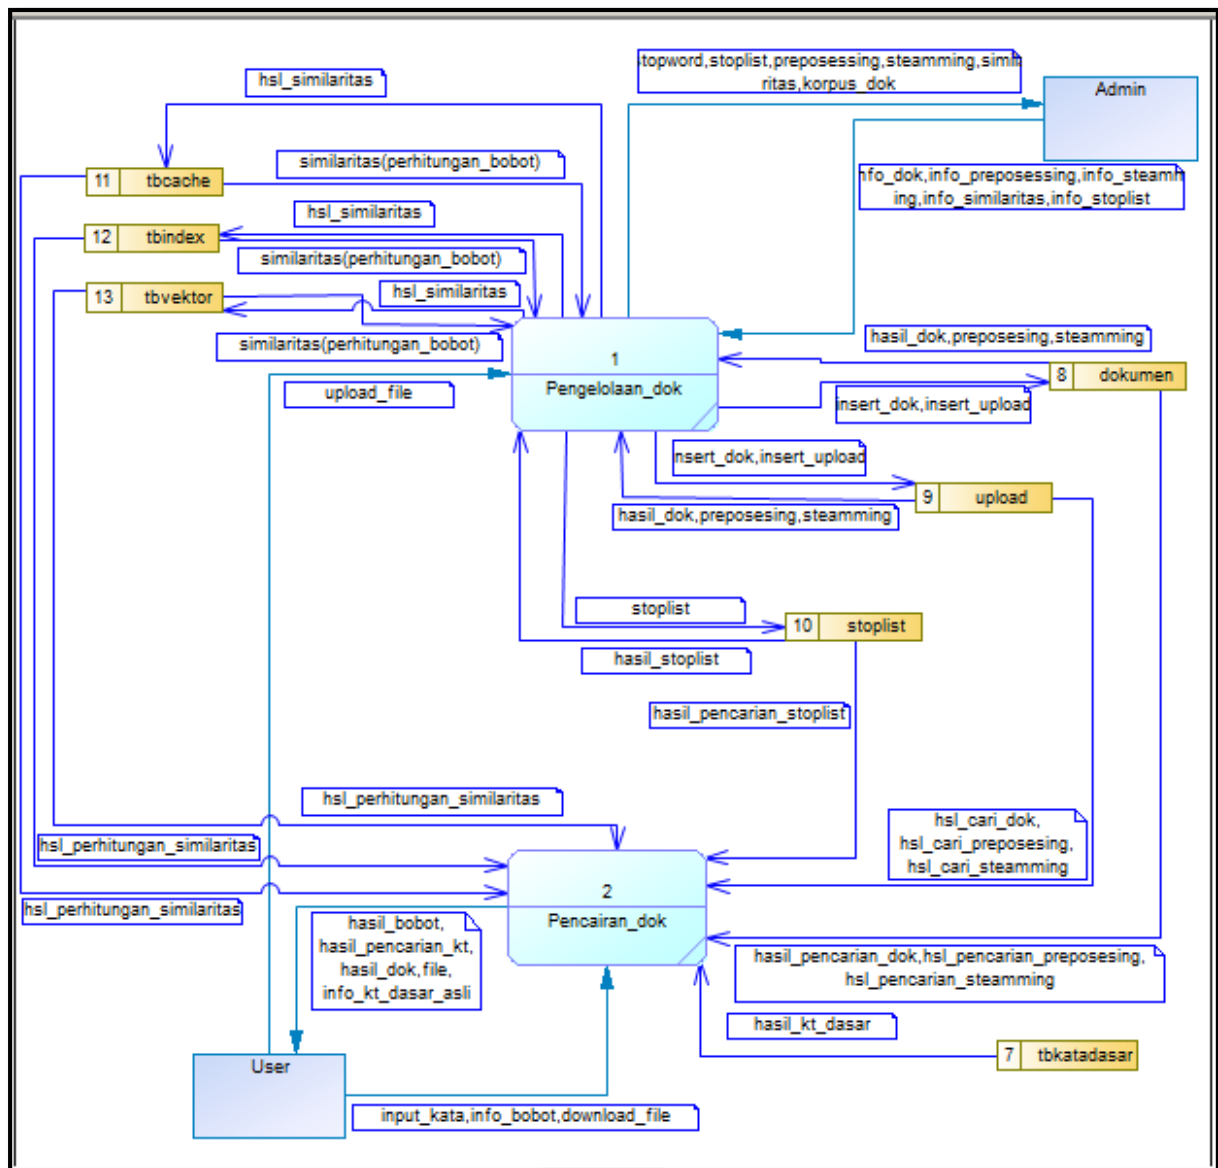 topword,stoplist,preposessing,steamming,simil
ritas,korpus_dok
hsl_similaritas
Admin
similaritas(perhitungan_bobot)
11 tbcache
nfo_dok,info_preposessing,info_steamm
ing,info_similaritas,info_stoplist
hsl_similaritas
12 tbindex
similaritas(perhitungan_bobot)
hsl_similaritas
13 tbvektor
similaritas(perhitungan_bobot)
hasil_dok,preposesing,steamming
1
Pengelolaan_dok
8 dokumen
upload_file
insert_dok,insert_upload
nsert_dok,insert_upload
9 upload
hasil_dok,preposesing,steamming
stoplist
10 stoplist
hasil_stoplist
hasil_pencarian_stoplist
hsl_perhitungan_similaritas
hsl_cari_dok,
hsl_cari_preposesing,
hsl_cari_steamming
hsl_perhitungan_similaritas
2
Pencairan_dok
hsl_perhitungan_similaritas
hasil_bobot,
hasil_pencarian_kt,
hasil_dok,file,
info_kt_dasar_asli
hasil_pencarian_dok,hsl_pencarian_preposesing,
hsl_pencarian_steamming
hasil_kt_dasar
7 tbkatadasar
User
input_kata,info_bobot,download_file